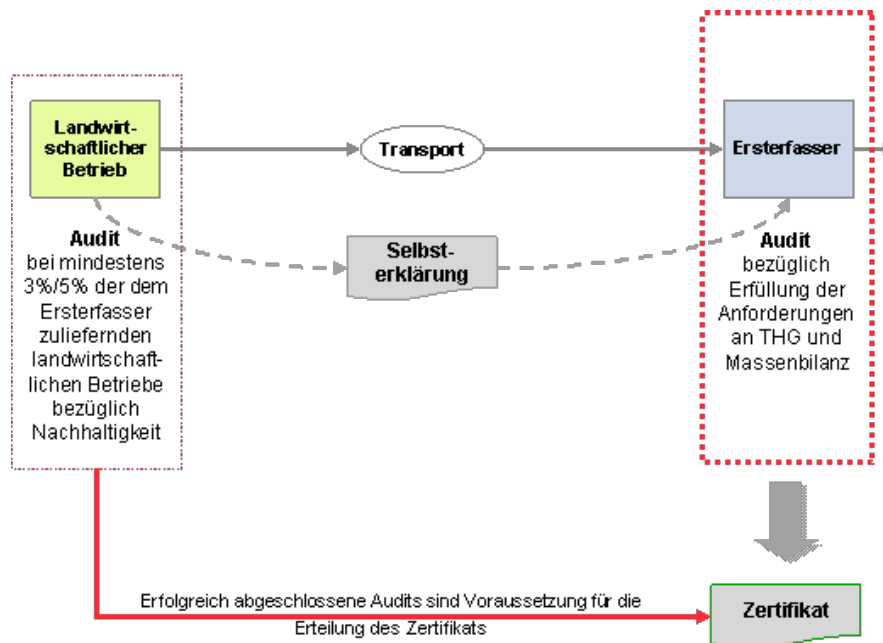 Landwirt-
schaftlicher
Betrieb
Transport
Ersterfasser
Selbst-
erklärung
Audit
bei mindestens
3%/5% der dem
Ersterfasser
zuliefernden
landwirtschaft-
lichen Betriebe
bezüglich
Nachhaltigkeit
Audit
bezüglich
Erfüllung der
Anforderungen
an THG und
Massenbilanz
Erfolgreich abgeschlossene Audits sind Voraussetzung für die
Erteilung des Zertifikats
Zertifikat